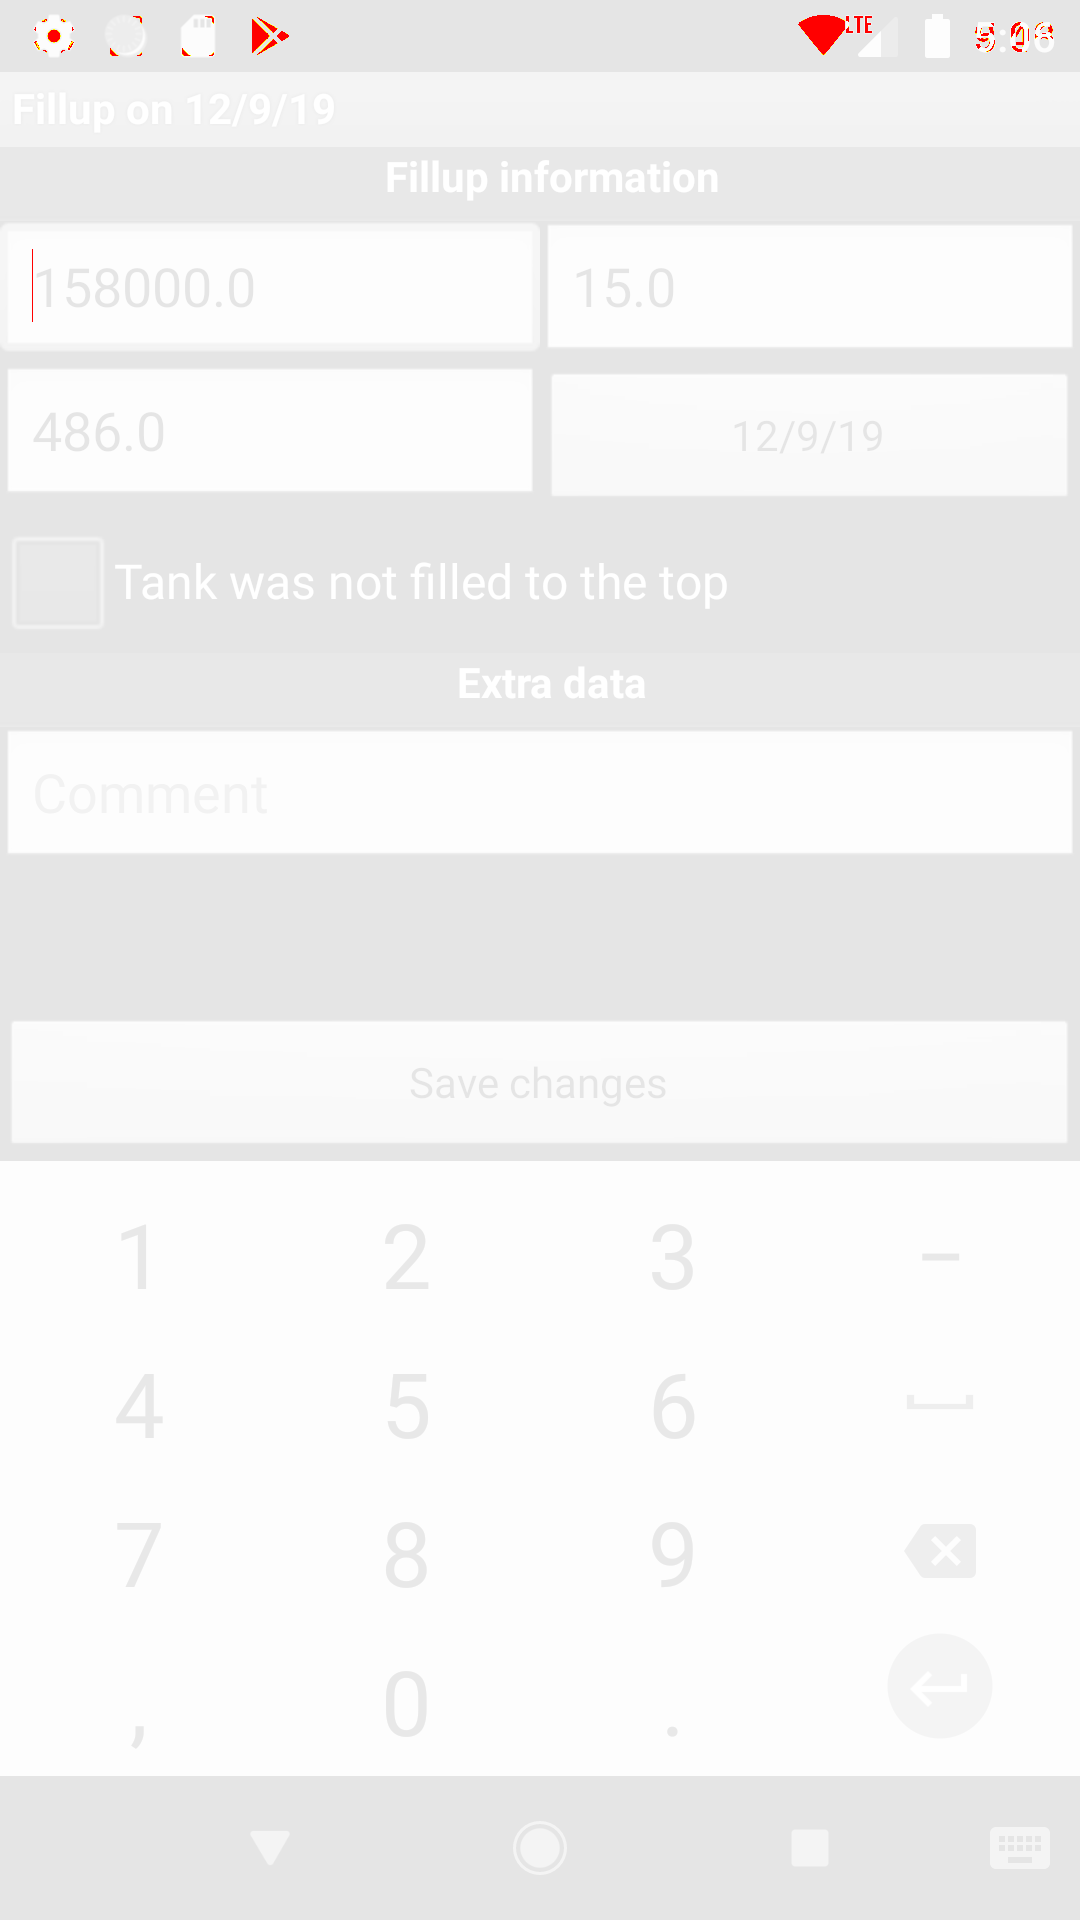 LTE
Fillup on 12/9/19
Fillup information
158000.0 15.0
486.0 12/9/19
Tank was not filled to the top
Extra data
Comment
Save changes
1 2 3 –
4 5 6
7 8 9
, 0 .